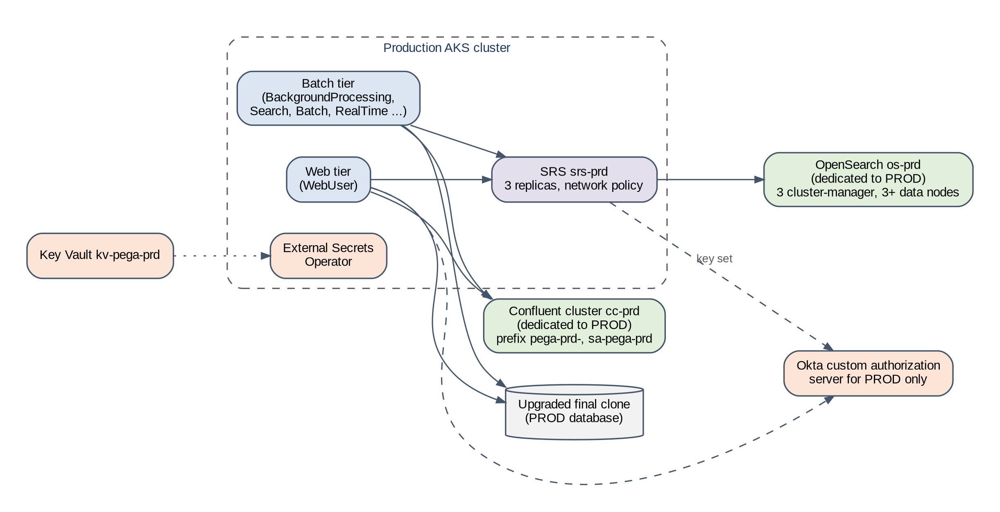 Production AKS cluster
Batch tier
(BackgroundProcessing,
Search, Batch, RealTime ...)
Web tier
(WebUser)
SRS srs-prd
3 replicas, network policy
OpenSearch os-prd
(dedicated to PROD)
3 cluster-manager, 3+ data nodes
Key Vault kv-pega-prd
External Secrets
Operator
key set
Confluent cluster cc-prd
(dedicated to PROD)
prefix pega-prd-, sa-pega-prd
Okta custom authorization
server for PROD only
Upgraded final clone
(PROD database)